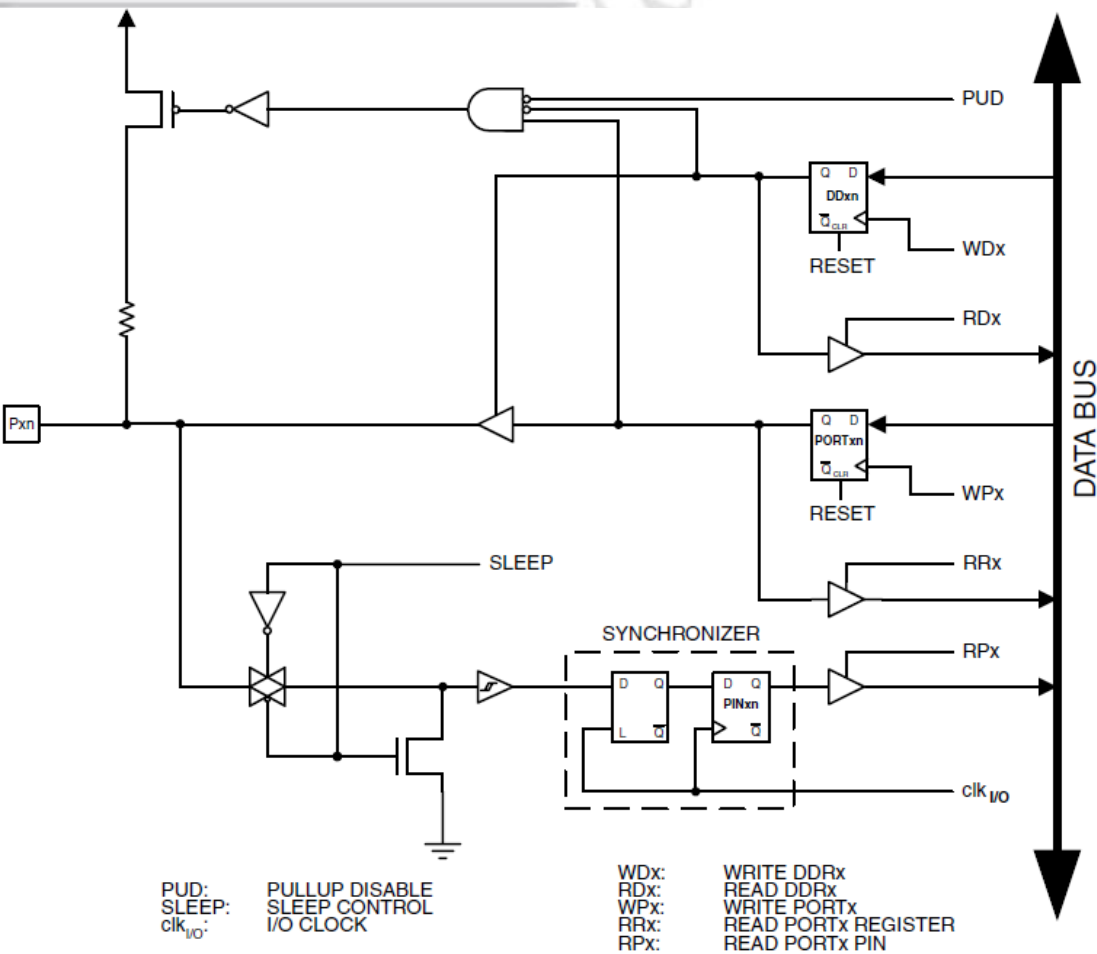 PUD
Q D
DDxn
Q CLR
WDx
RESET
RDx
Pxn
Q D
PORTxn
Q CLR
WPx
RESET
DATA BUS
SLEEP
RRx
SYNCHRONIZER
RPx
D Q
L Q
D Q
PINxn
Q
clk I/O
PUD: PULLUP DISABLE
SLEEP: SLEEP CONTROL
clkI/O: I/O CLOCK
WDx: WRITE DDRx
RDx: READ DDRx
WPx: WRITE PORTx
RRx: READ PORTx REGISTER
RPx: READ PORTx PIN